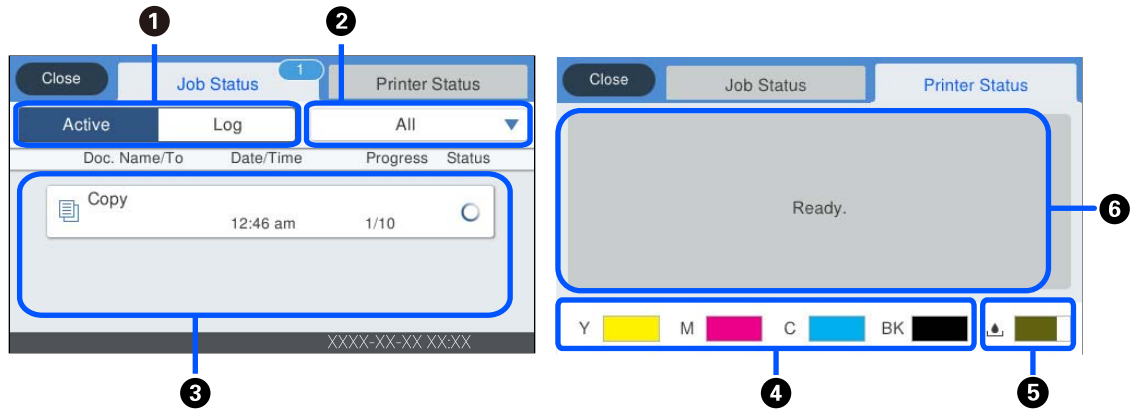 1 2
Close Job Status 1 Printer Status
Active Log All
Doc. Name/To Date/Time Progress Status
Copy
12:46 am 1/10
XXXX-XX-XX XX:XX
3
Close Job Status Printer Status
Ready.
6
Y M C BK
4 5